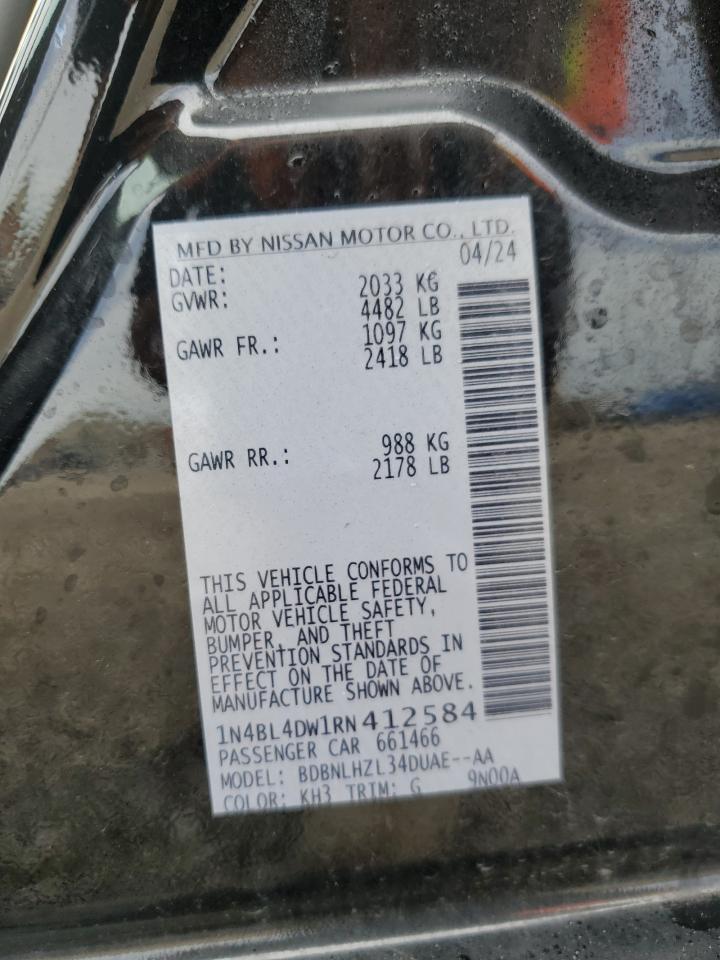 MFD BY NISSAN MOTOR CO., LTD.
DATE: 04/24
GVWR: 2033 KG
4482 LB
GAWR FR.: 1097 KG
2418 LB
GAWR RR.: 988 KG
2178 LB
THIS VEHICLE CONFORMS TO
ALL APPLICABLE FEDERAL
MOTOR VEHICLE SAFETY,
BUMPER, AND THEFT
PREVENTION STANDARDS IN
EFFECT ON THE DATE OF
MANUFACTURE SHOWN ABOVE.
1N4BL4DW1RN412584
PASSENGER CAR 661466
MODEL: BDBNLHZL34DUAE--AA
COLOR: KH3 TRIM: G 9N00A